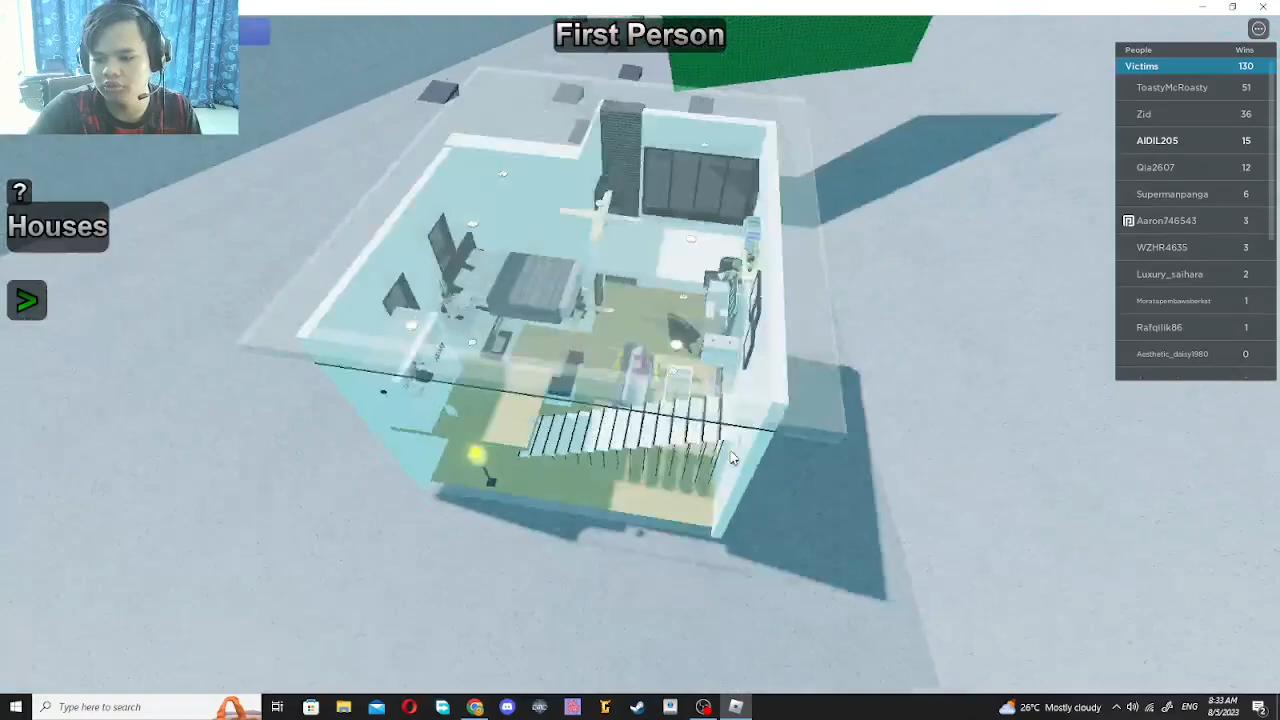 First Person
People Wins
Victims 130
ToastyMcRoasty 51
Zid 36
AIDIL205 15
Qia2607 12
Supermanpanga 6
Aaron746543 3
WZHR4635 3
Luxury_saihara 2
Rafqilik86 1
Aesthetic_daisy1980 0
?
Houses
>
Type here to search
26°C Mostly cloudy
8:33 AM
8/5/2023